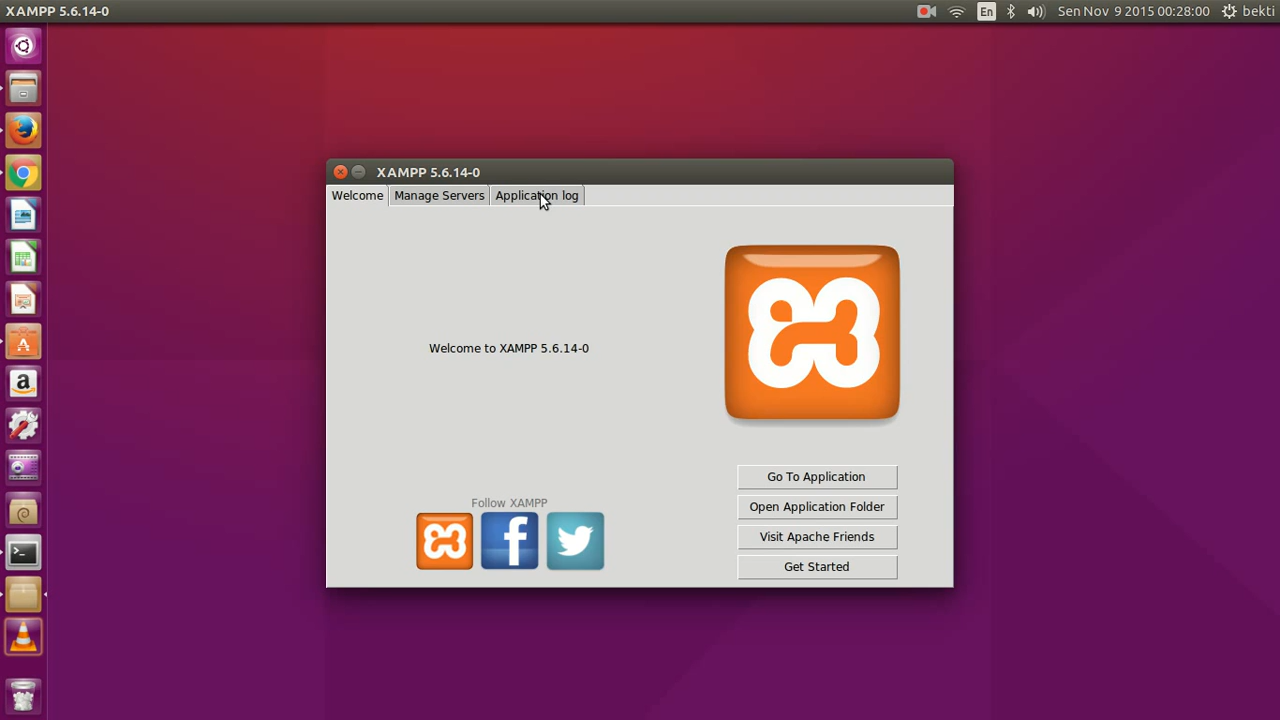 XAMPP 5.6.14-0
En
Sen Nov 9 2015 00:28:00
bekti
XAMPP 5.6.14-0
Welcome
Manage Servers
Application log
Welcome to XAMPP 5.6.14-0
Go To Application
Open Application Folder
Visit Apache Friends
Get Started
Follow XAMPP